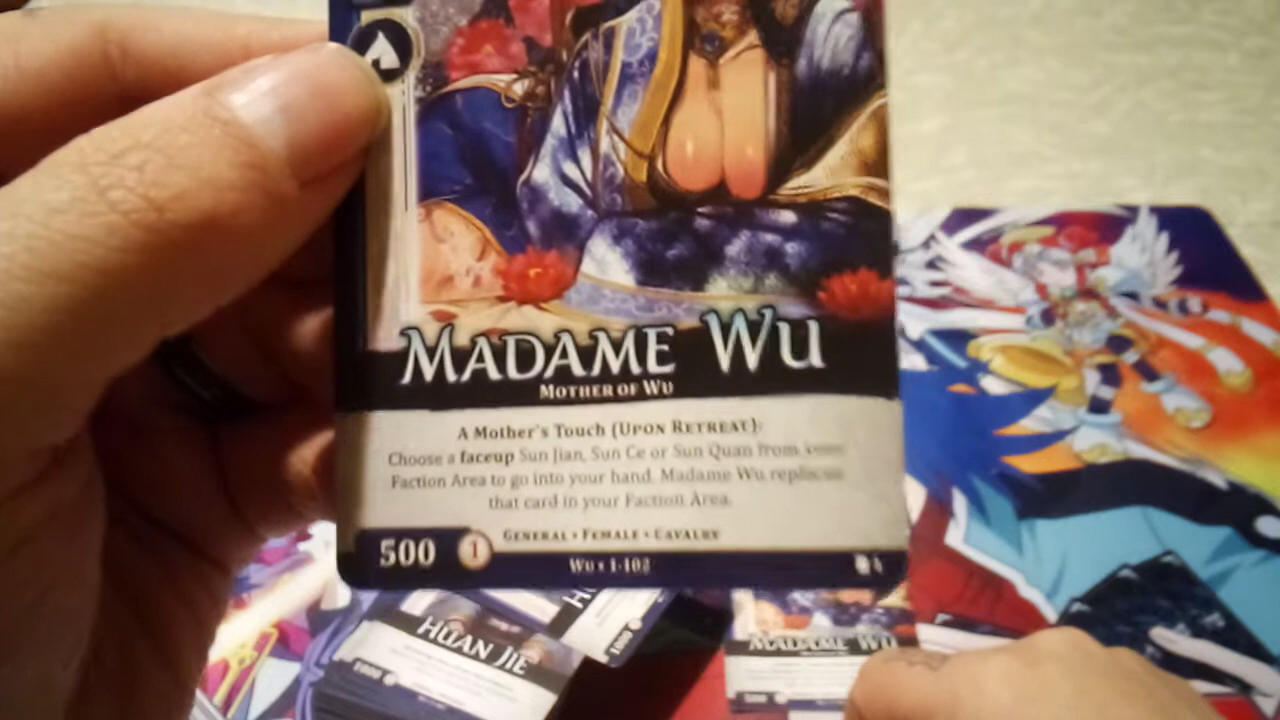 MADAME WU
MOTHER OF WU
A Mother's Touch (UPON RETREAT):
Choose a faceup Sun Jian, Sun Ce or Sun Quan from
Faction Area to go into your hand. Madame Wu replaces
that card in your Faction Area.
GENERAL • FEMALE • CAVALRY
500 1
WU • 1-102
HUAN JIE
MADAME WU